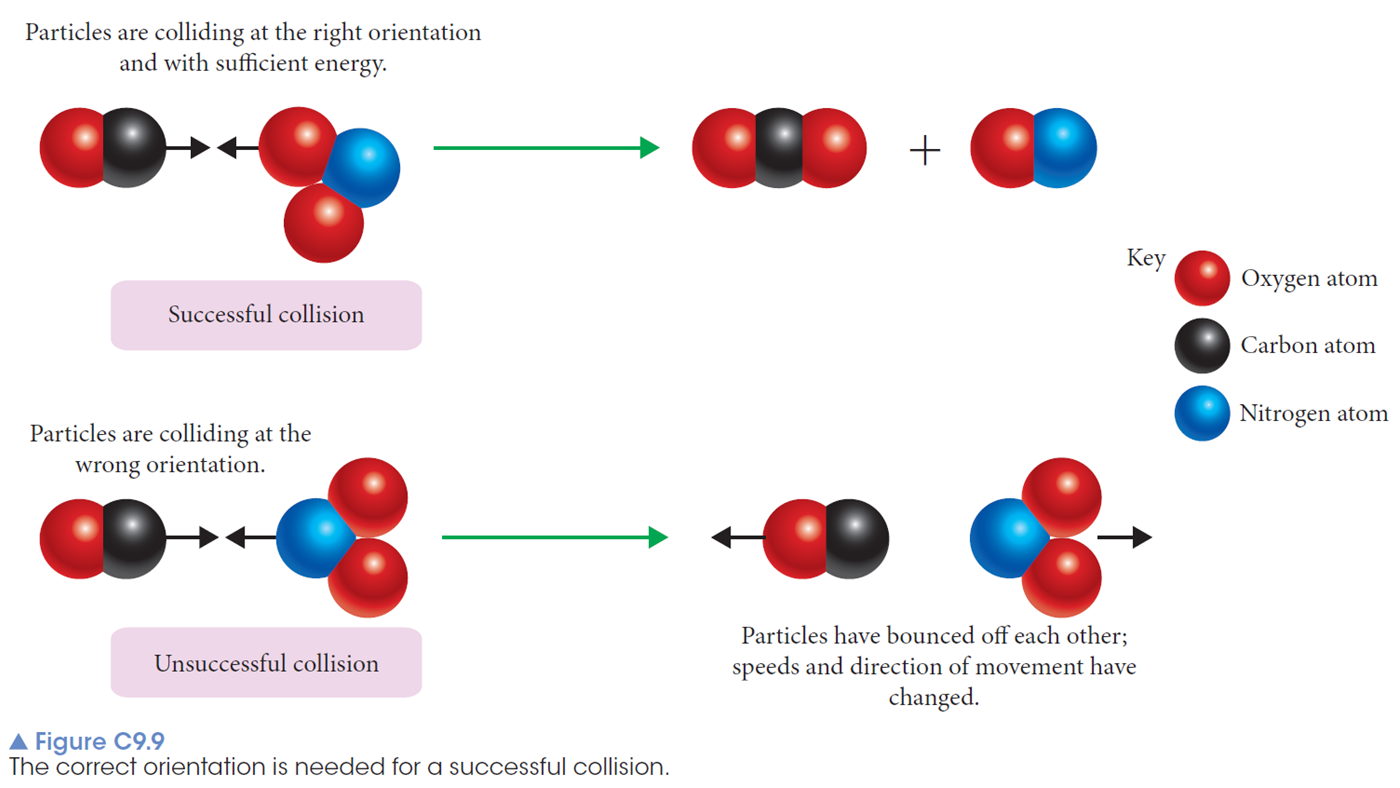 Particles are colliding at the right orientation
and with sufficient energy.
+
Successful collision
Key
Oxygen atom
Carbon atom
Nitrogen atom
Particles are colliding at the
wrong orientation.
Unsuccessful collision
Particles have bounced off each other;
speeds and direction of movement have
changed.
▲ Figure C9.9
The correct orientation is needed for a successful collision.